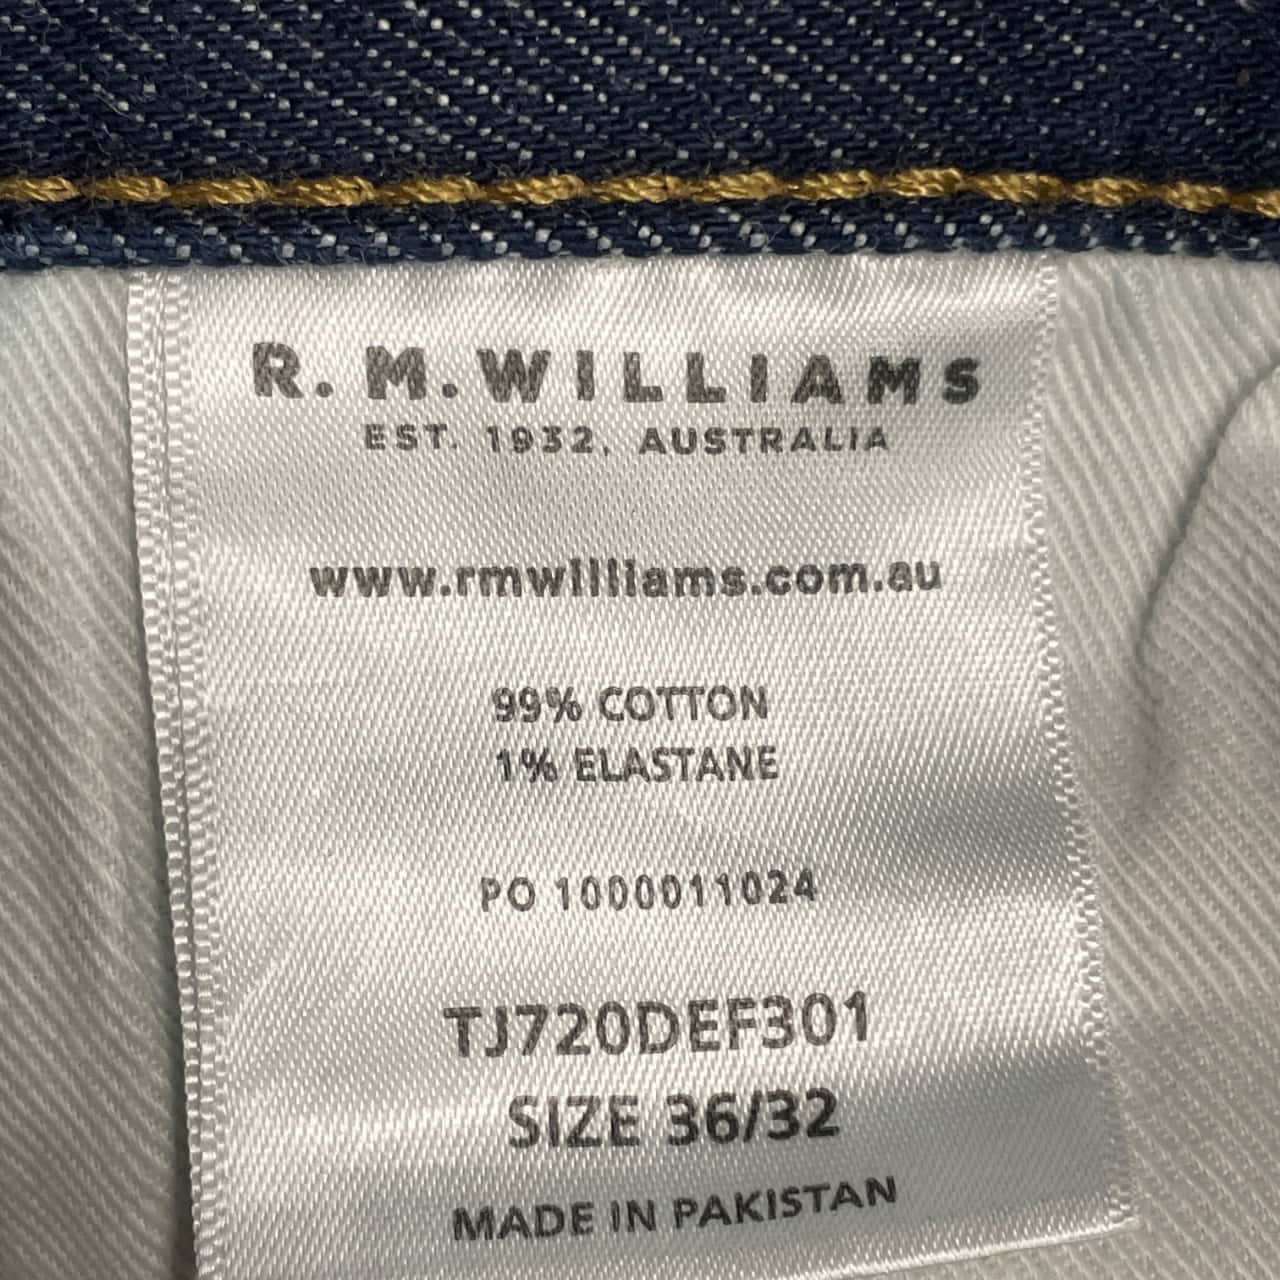 R. M. WILLIAMS
EST. 1932, AUSTRALIA
www.rmwilliams.com.au
99% COTTON
1% ELASTANE
PO 1000011024
TJ720DEF301
SIZE 36/32
MADE IN PAKISTAN